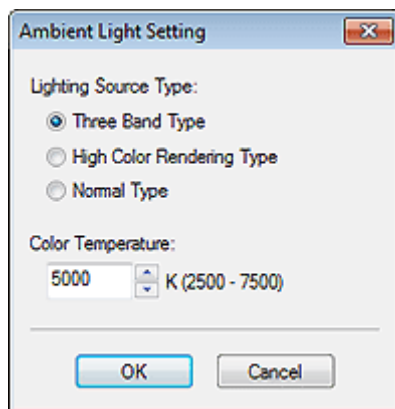 Ambient Light Setting
Lighting Source Type:
Three Band Type
High Color Rendering Type
Normal Type
Color Temperature:
5000 K (2500 - 7500)
OK Cancel